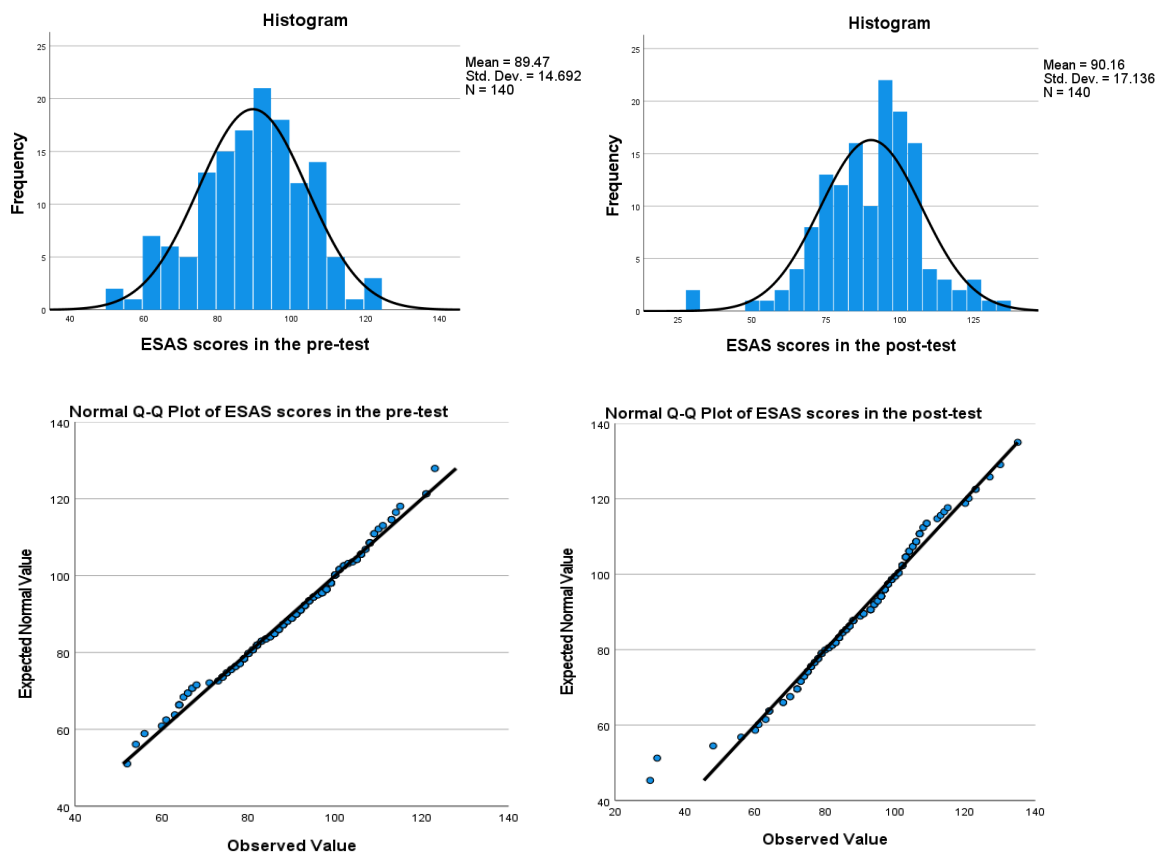 Histogram
Mean = 89.47
Std. Dev. = 14.692
N = 140
Frequency
25
20
15
10
5
0
40 60 80 100 120 140
ESAS scores in the pre-test
Histogram
Mean = 90.16
Std. Dev. = 17.136
N = 140
Frequency
25
20
15
10
5
0
25 50 75 100 125
ESAS scores in the post-test
Normal Q-Q Plot of ESAS scores in the pre-test
Expected Normal Value
140
120
100
80
60
40
40 60 80 100 120 140
Observed Value
Normal Q-Q Plot of ESAS scores in the post-test
Expected Normal Value
140
120
100
80
60
40
20 40 60 80 100 120 140
Observed Value